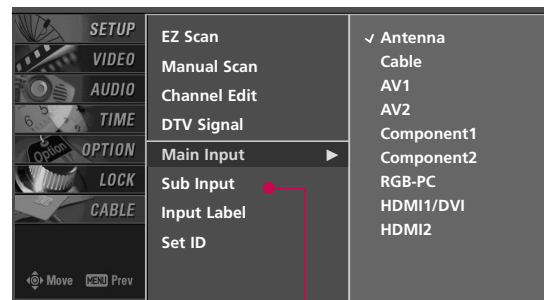 SETUP
VIDEO
AUDIO
TIME
OPTION
LOCK
CABLE
Move MENU Prev
EZ Scan
Manual Scan
Channel Edit
DTV Signal
Main Input
Sub Input
Input Label
Set ID
Antenna
Cable
AV1
AV2
Component1
Component2
RGB-PC
HDMI1/DVI
HDMI2